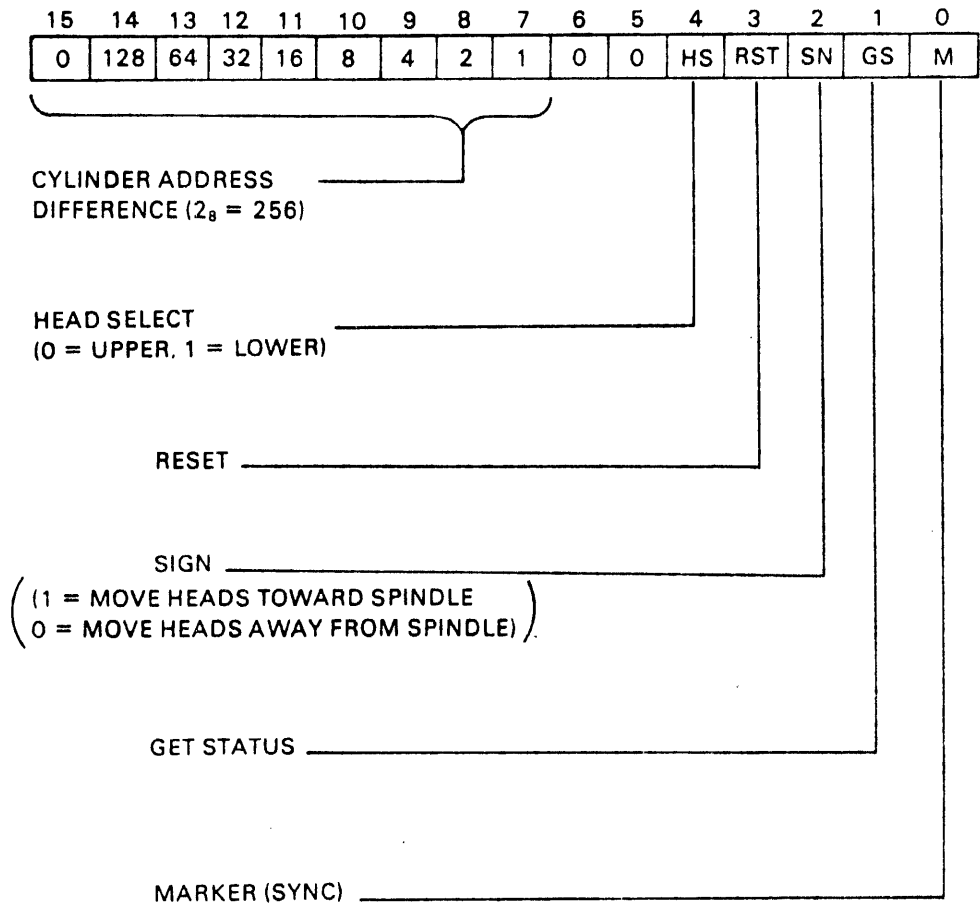 15 14 13 12 11 10 9 8 7 6 5 4 3 2 1 0
0 128 64 32 16 8 4 2 1 0 0 HS RST SN GS M
CYLINDER ADDRESS
DIFFERENCE (2₈ = 256)
HEAD SELECT
(0 = UPPER, 1 = LOWER)
RESET
SIGN
(1 = MOVE HEADS TOWARD SPINDLE
0 = MOVE HEADS AWAY FROM SPINDLE)
GET STATUS
MARKER (SYNC)